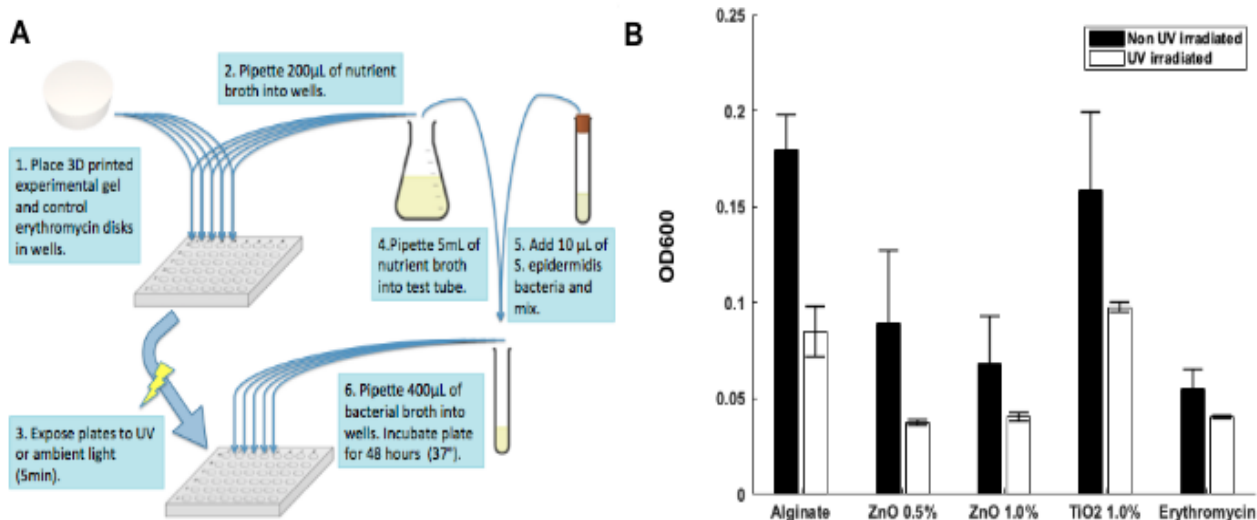 A
2. Pipette 200µL of nutrient
broth into wells.
1. Place 3D printed
experimental gel
and control
erythromycin disks
in wells.
4.Pipette 5mL of
nutrient broth
into test tube.
5. Add 10 µL of
5. epidermidis
bacteria and
mix.
3. Expose plates to UV
or ambient light
(5min).
6. Pipette 400µL of
bacterial broth into
wells. Incubate plate
for 48 hours (37°).
B
Non UV irradiated
UV irradiated
0.25
0.2
0.15
0.1
0.05
0
OD600
Alginate ZnO 0.5% ZnO 1.0% TiO2 1.0% Erythromycin